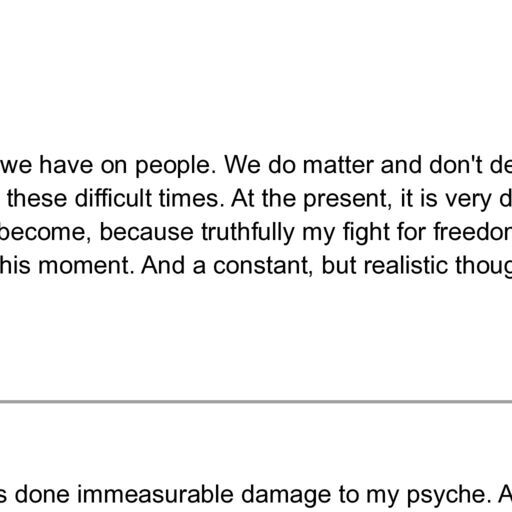 we have on people. We do matter and don't de
these difficult times. At the present, it is very d
become, because truthfully my fight for freedor
his moment. And a constant, but realistic thoug
s done immeasurable damage to my psyche. A